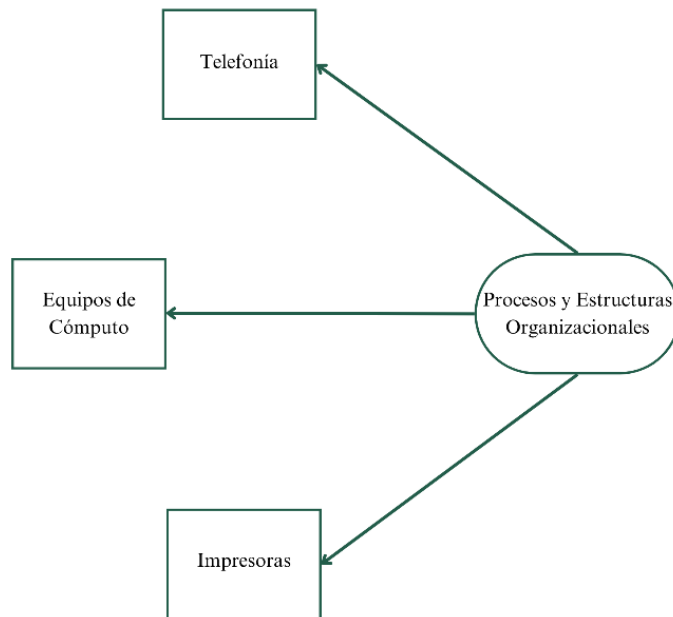 Telefonía
Equipos de
Cómputo
Procesos y Estructuras
Organizacionales
Impresoras